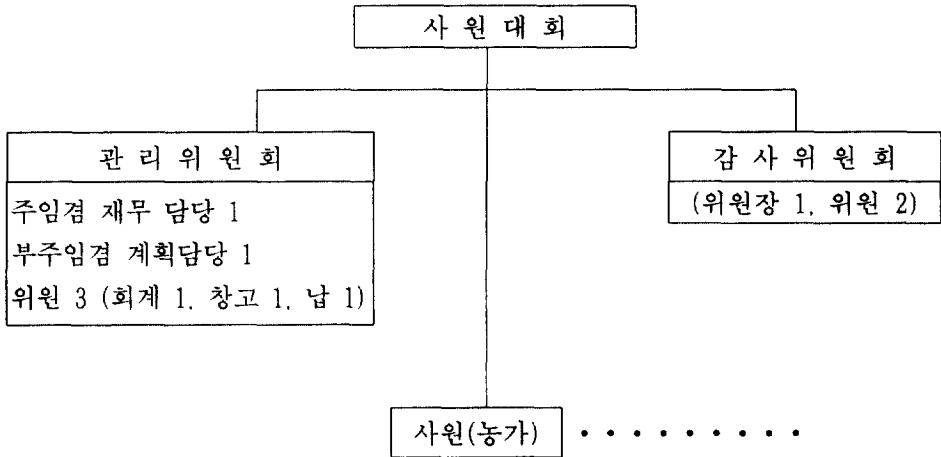 사 원 대 회
관 리 위 원 회
주임겸 재무 담당 1
부주임겸 계획담당 1
위원 3 (회계 1, 창고 1, 납 1)
감 사 위 원 회
(위원장 1, 위원 2)
사원(농가) • • • • • • • • •